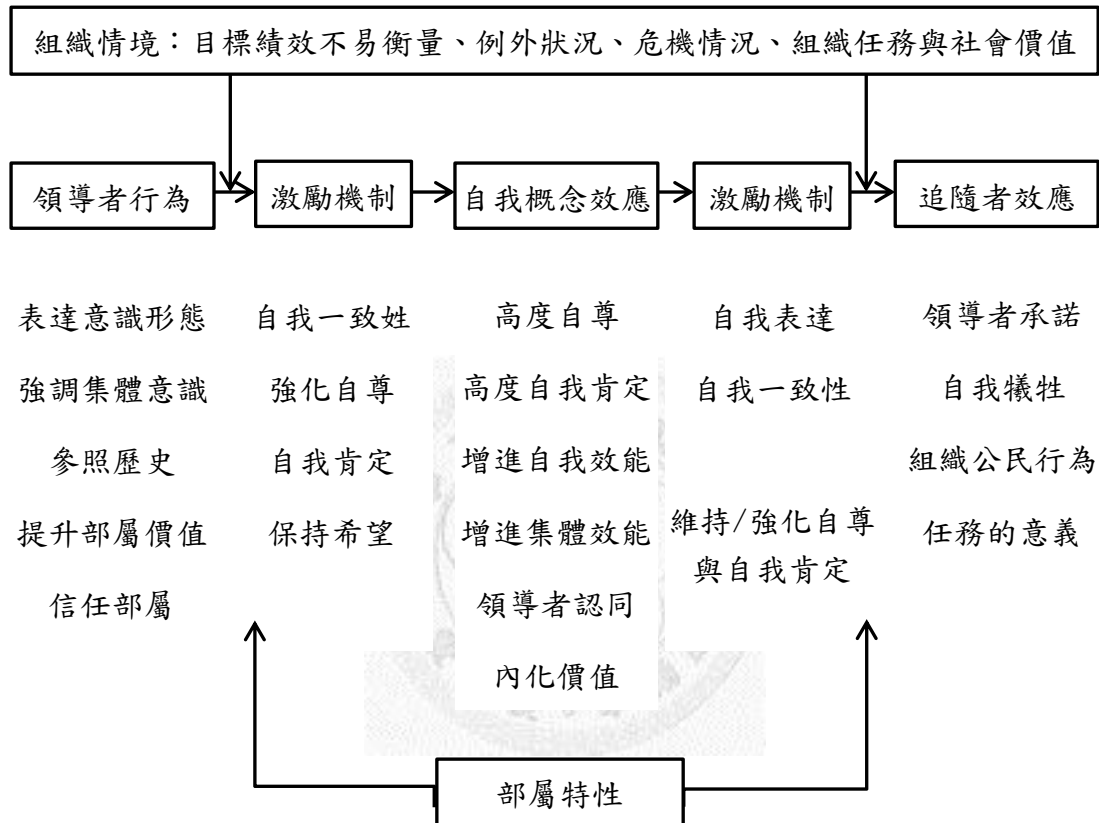 組織情境：目標績效不易衡量、例外狀況、危機情況、組織任務與社會價值
領導者行為
激勵機制
自我概念效應
激勵機制
追隨者效應
表達意識形態
強調集體意識
參照歷史
提升部屬價值
信任部屬
自我一致姓
強化自尊
自我肯定
保持希望
高度自尊
高度自我肯定
增進自我效能
增進集體效能
領導者認同
內化價值
自我表達
自我一致性
維持/強化自尊
與自我肯定
領導者承諾
自我犧牲
組織公民行為
任務的意義
部屬特性